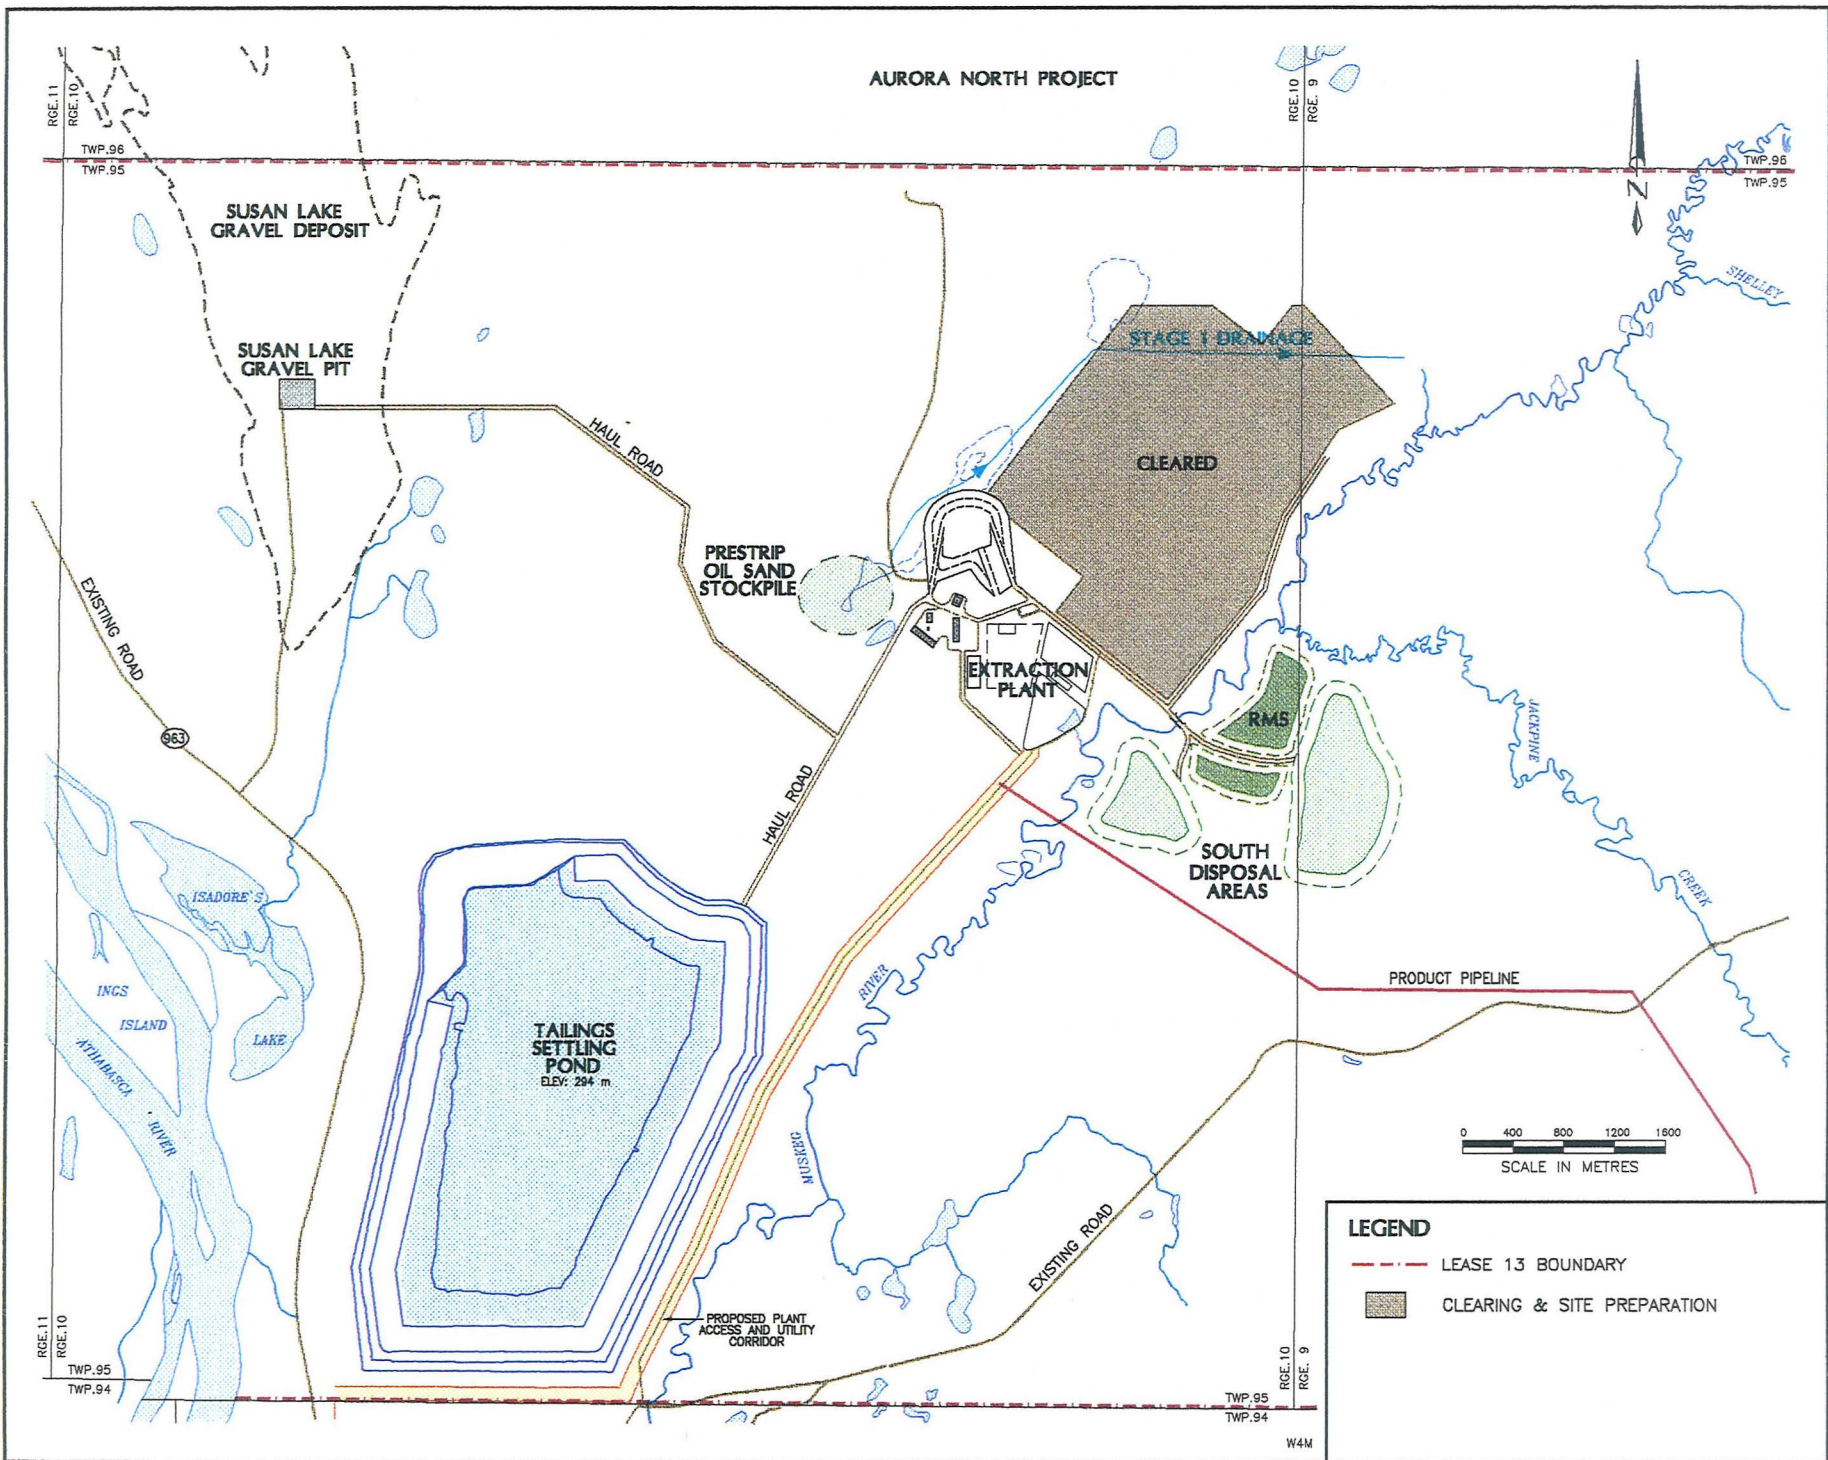 AURORA NORTH PROJECT
RGE.11
RGE.10
RGE.10
RGE. 9
TWP.96
TWP.95
TWP.96
TWP.95
N
SUSAN LAKE
GRAVEL DEPOSIT
SHELLEY
STAGE 1 DRAINAGE
SUSAN LAKE
GRAVEL PIT
HAUL ROAD
CLEARED
PRESTRIP
OIL SAND
STOCKPILE
EXISTING ROAD
963
EXTRACTION
PLANT
RMS
JACKPINE
CREEK
HAUL ROAD
SOUTH
DISPOSAL
AREAS
ISADORE'S
LAKE
INGS
ISLAND
ATHABASCA
RIVER
RIVER
MUSKEG
PRODUCT PIPELINE
TAILINGS
SETTLING
POND
ELEV: 294 m
0 400 800 1200 1600
SCALE IN METRES
EXISTING ROAD
PROPOSED PLANT
ACCESS AND UTILITY
CORRIDOR
RGE.11
RGE.10
TWP.95
TWP.94
RGE.10
RGE. 9
TWP.95
TWP.94
W4M
LEGEND
LEASE 13 BOUNDARY
CLEARING & SITE PREPARATION